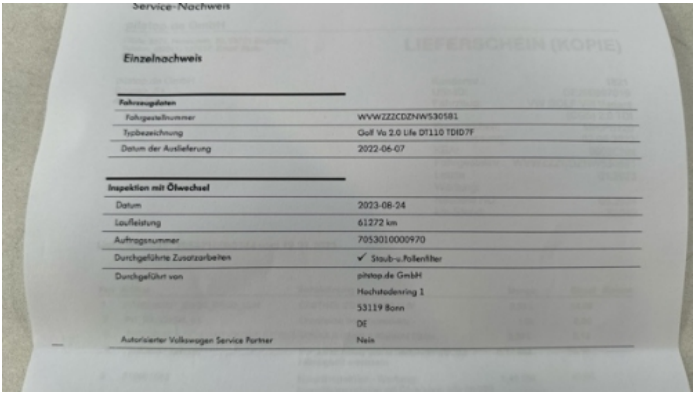 Service-Nachweis
LIEFERSCHEIN (KOPIE)
Einzelnachweis
Fahrzeugdaten
Fahrgestellnummer WVWZZZCDZNW530581
Typbezeichnung Golf Va 2.0 Life DT110 TDID7F
Datum der Auslieferung 2022-06-07
Inspektion mit Ölwechsel
Datum 2023-08-24
Laufleistung 61272 km
Auftragsnummer 7053010000970
Durchgeführte Zusatzarbeiten ✓ Staub-u.Pollenfilter
Durchgeführt von pitstop.de GmbH
Hochstadenring 1
53119 Bonn
DE
Autorisierter Volkswagen Service Partner Nein